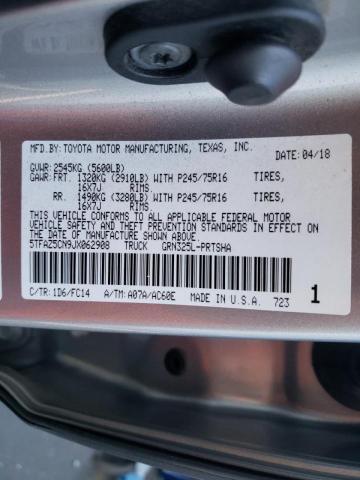 MFD.BY:TOYOTA MOTOR MANUFACTURING, TEXAS, INC. DATE: 04/18
GVWR:2545KG (5600LB)
GAWR:FRT. 1320KG (2910LB) WITH P245/75R16 TIRES,
16X7J RIMS.
RR. 1490KG (3280LB) WITH P245/75R16 TIRES,
16X7J RIMS.
THIS VEHICLE CONFORMS TO ALL APPLICABLE FEDERAL MOTOR
VEHICLE SAFETY AND THEFT PREVENTION STANDARDS IN EFFECT
ON THE DATE OF MANUFACTURE SHOWN ABOVE.
5TFAZ5CN9JX062908 TRUCK GRN325L-PRTSHA
C/TR: 1D6/FC14 A/TM: A07A/AC60E MADE IN U.S.A. 723 1